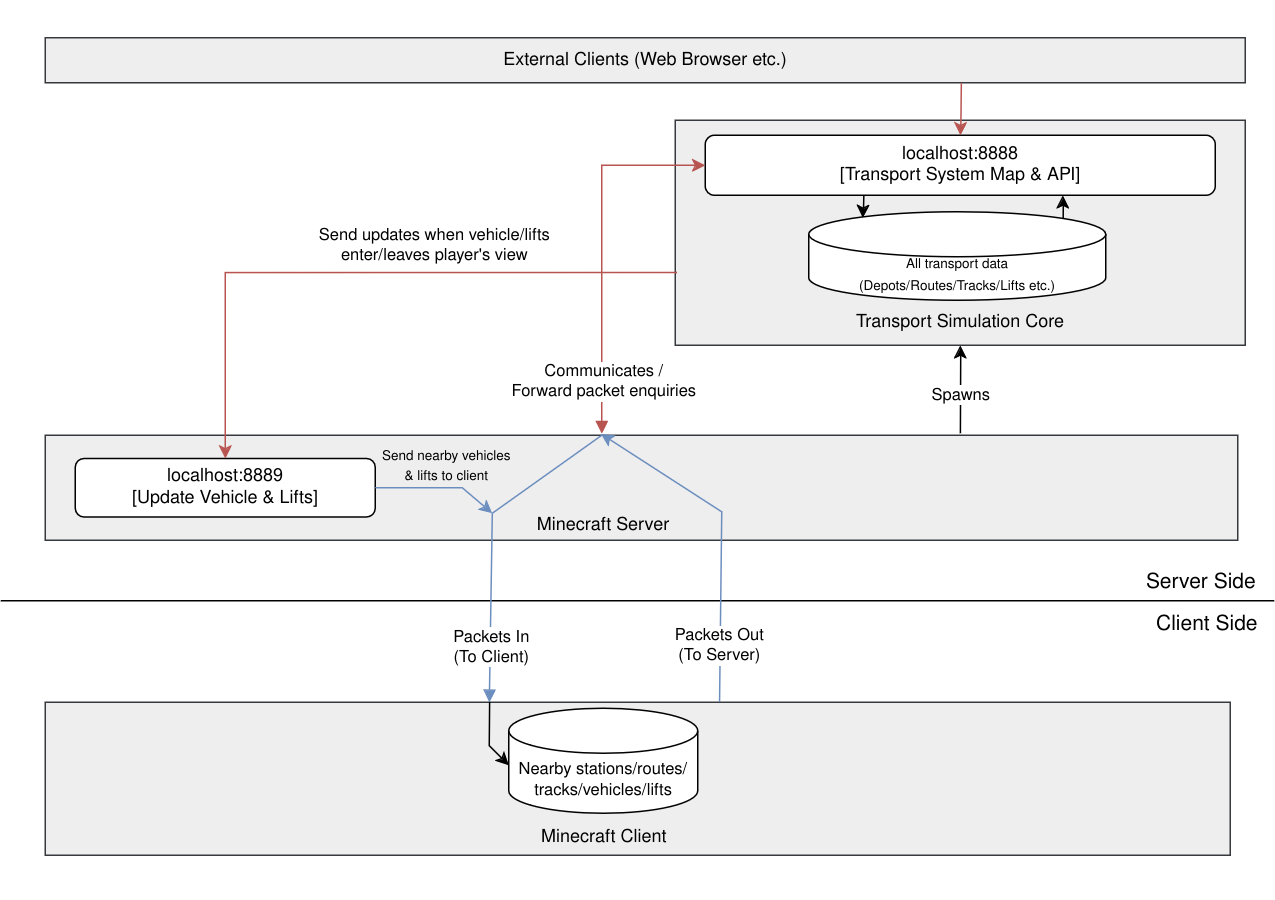 External Clients (Web Browser etc.)
localhost:8888
[Transport System Map & API]
All transport data
(Depots/Routes/Tracks/Lifts etc.)
Transport Simulation Core
Send updates when vehicle/lifts
enter/leaves player's view
Communicates /
Forward packet enquiries
Spawns
localhost:8889
[Update Vehicle & Lifts]
Send nearby vehicles
& lifts to client
Minecraft Server
Server Side
Client Side
Packets In
(To Client)
Packets Out
(To Server)
Nearby stations/routes/
tracks/vehicles/lifts
Minecraft Client